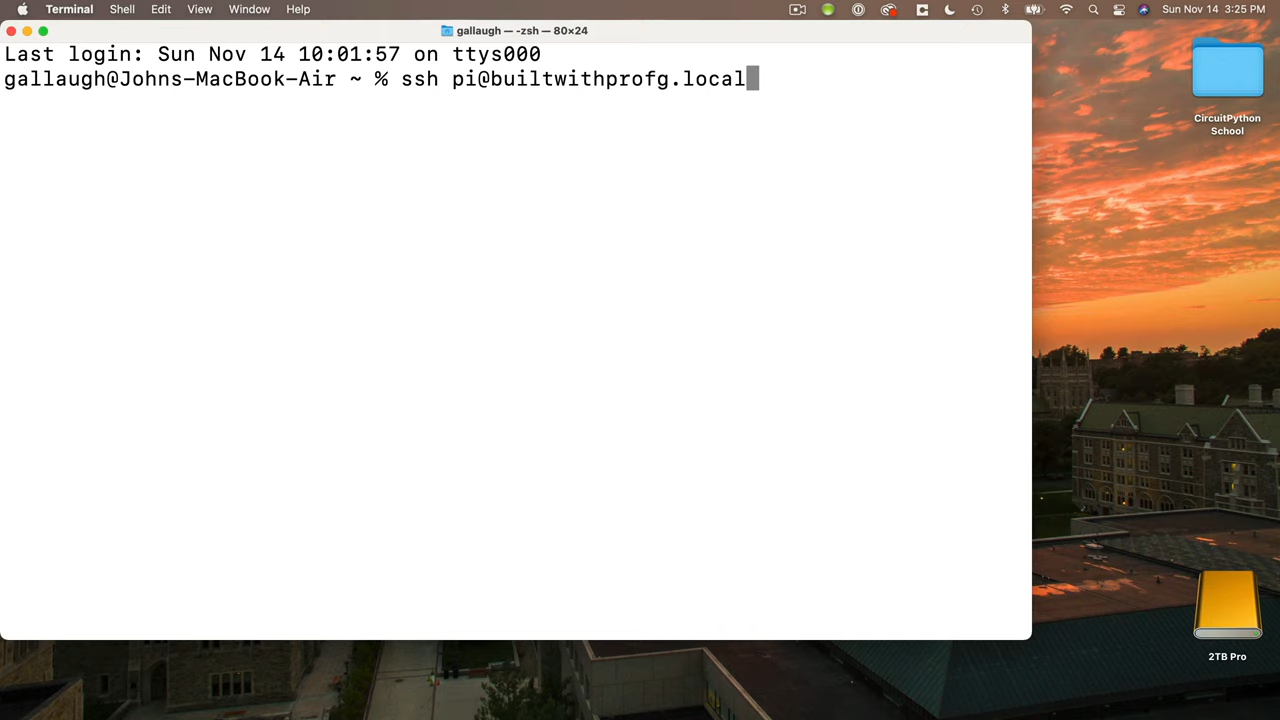 Terminal Shell Edit View Window Help Sun Nov 14 3:25 PM
gallaugh — -zsh — 80×24
Last login: Sun Nov 14 10:01:57 on ttys000
gallaugh@Johns-MacBook-Air ~ % ssh pi@builtwithprofg.local
CircuitPython
School
2TB Pro